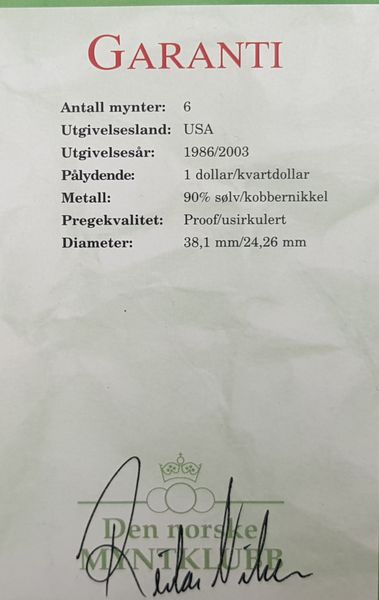 GARANTI
Antall mynter: 6
Utgivelsesland: USA
Utgivelsesår: 1986/2003
Pålydende: 1 dollar/kvartdollar
Metall: 90% sølv/kobbernikkel
Pregekvalitet: Proof/usirkulert
Diameter: 38,1 mm/24,26 mm
Den norske
MYNTKLUBB